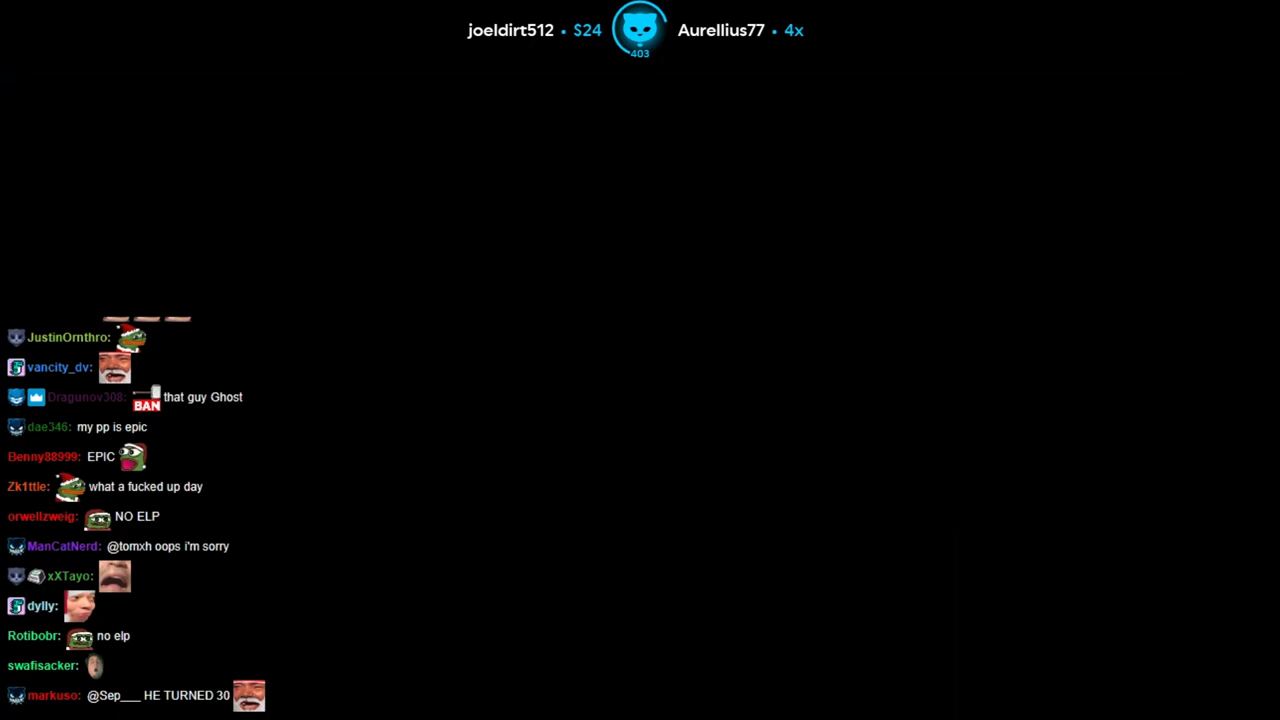 joeldirt512 • $24
403
Aurellius77 • 4x
JustinOrnthro:
vancity_dv:
Dragunov308: BAN that guy Ghost
dae346: my pp is epic
Benny88999: EPIC
Zk1ttle: what a fucked up day
orwellzweig: NO ELP
ManCatNerd: @tomxh oops i'm sorry
xXTayo:
dylly:
Rotibobr: no elp
swafisacker:
markuso: @Sep___ HE TURNED 30